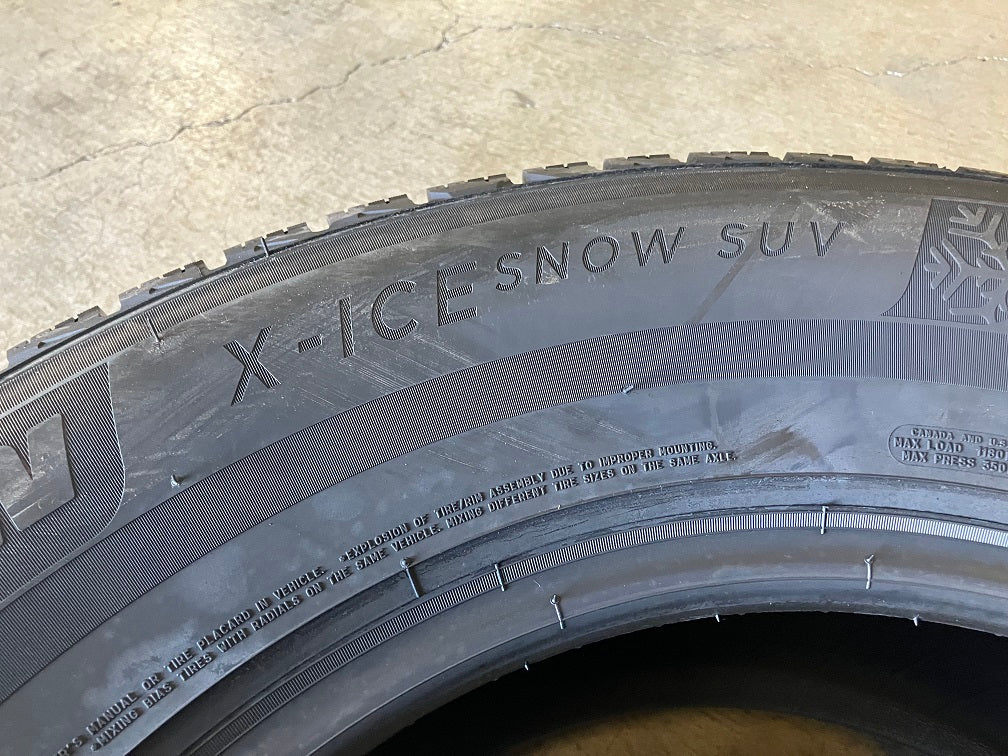 X-ICE SNOW SUV
CANADA AND U.S.
MAX LOAD 1180
MAX PRESS 350
•EXPLOSION OF TIRE/RIM ASSEMBLY DUE TO IMPROPER MOUNTING.
MANUAL OR TIRE PLACARD IN VEHICLE.
•MIXING BIAS TIRES WITH RADIALS ON THE SAME VEHICLE. MIXING DIFFERENT TIRE SIZES ON THE SAME AXLE.